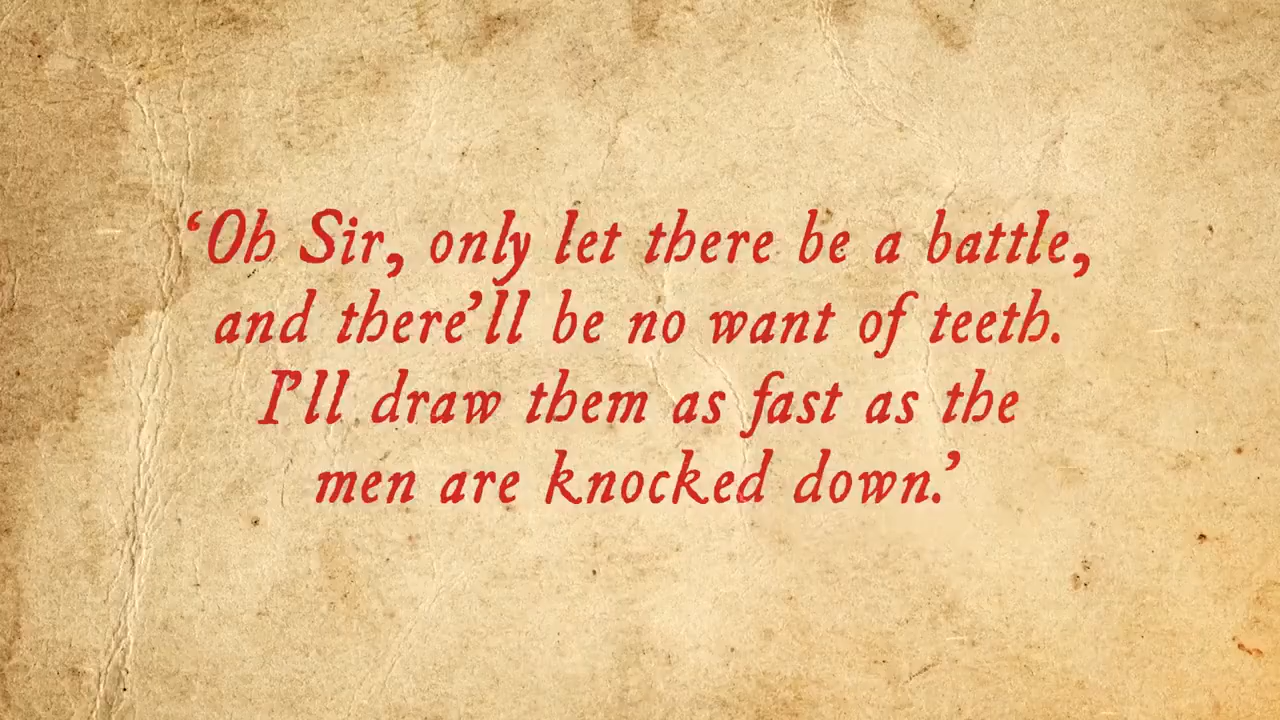 ‘Oh Sir, only let there be a battle,
and there’ll be no want of teeth.
I’ll draw them as fast as the
men are knocked down.’